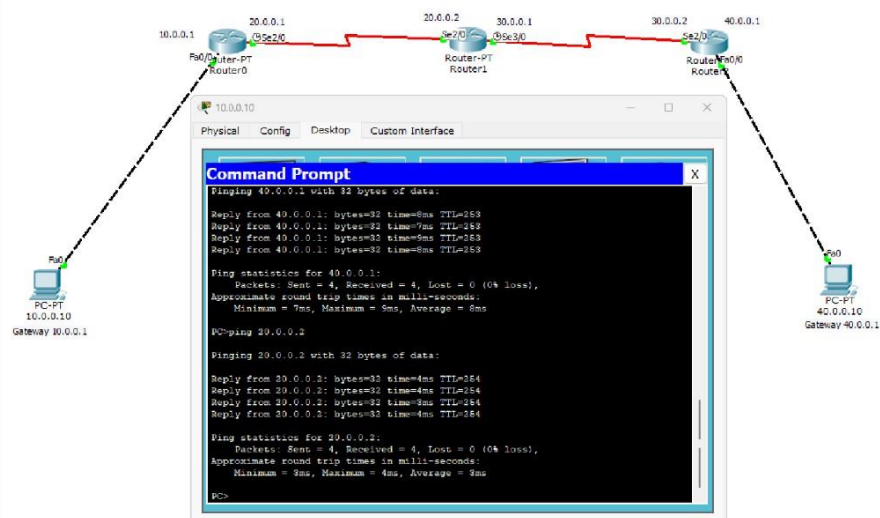 20.0.0.1
20.0.0.2
30.0.0.1
30.0.0.2
40.0.0.1
10.0.0.1
Se2/0
Se2/0
Se3/0
Se2/0
Fa0/0
Router-PT
Router0
Router-PT
Router1
Fa0/0
10.0.0.10
Physical Config Desktop Custom Interface
Command Prompt X
Pinging 40.0.0.1 with 32 bytes of data:
Reply from 40.0.0.1: bytes=32 time=8ms TTL=253
Reply from 40.0.0.1: bytes=32 time=7ms TTL=253
Reply from 40.0.0.1: bytes=32 time=9ms TTL=253
Reply from 40.0.0.1: bytes=32 time=8ms TTL=253
Ping statistics for 40.0.0.1:
Packets: Sent = 4, Received = 4, Lost = 0 (0% loss),
Approximate round trip times in milli-seconds:
Minimum = 7ms, Maximum = 9ms, Average = 8ms
PC>ping 20.0.0.2
Pinging 20.0.0.2 with 32 bytes of data:
Reply from 20.0.0.2: bytes=32 time=4ms TTL=254
Reply from 20.0.0.2: bytes=32 time=4ms TTL=254
Reply from 20.0.0.2: bytes=32 time=3ms TTL=254
Reply from 20.0.0.2: bytes=32 time=4ms TTL=254
Ping statistics for 20.0.0.2:
Packets: Sent = 4, Received = 4, Lost = 0 (0% loss),
Approximate round trip times in milli-seconds:
Minimum = 3ms, Maximum = 4ms, Average = 3ms
PC>
Fa0
PC-PT
10.0.0.10
Gateway 10.0.0.1
Fa0
PC-PT
40.0.0.10
Gateway 40.0.0.1